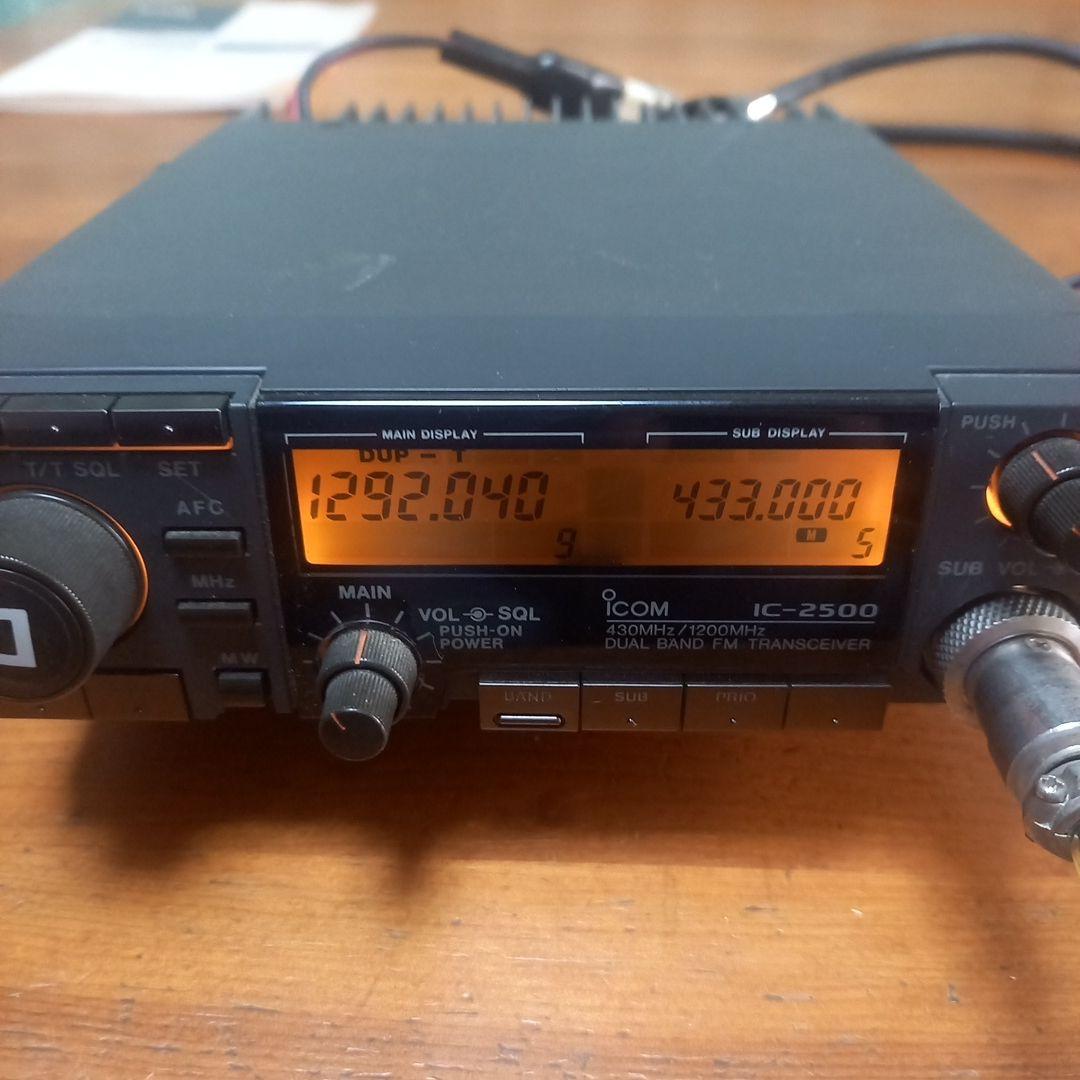 MAIN DISPLAY
SUB DISPLAY
DUP - T
1292.040
433.000
9
M
5
T/T SQL
SET
AFC
MHz
MW
MAIN
VOL
SQL
PUSH-ON
POWER
ICOM
IC-2500
430MHz/1200MHz
DUAL BAND FM TRANSCEIVER
BAND
SUB
PRIO
PUSH
SUB VOL